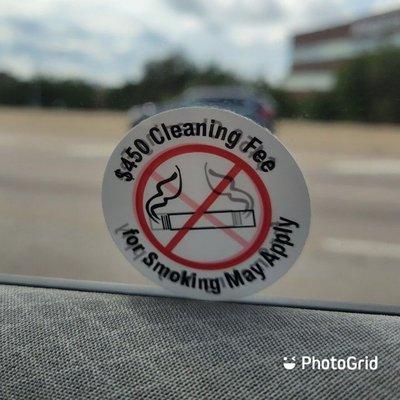 $450 Cleaning Fee
for Smoking May Apply
PhotoGrid